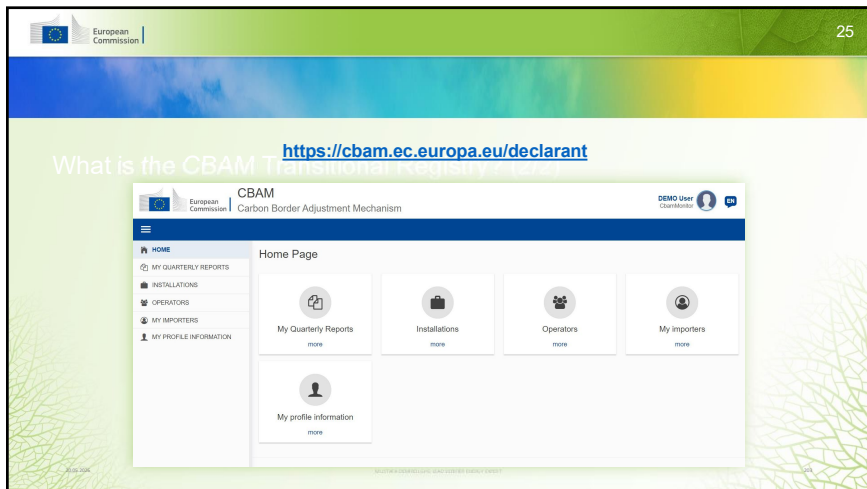 European
Commission
25
https://cbam.ec.europa.eu/declarant
What is the CBAM Transitional Registry? (2/2)
European
Commission
CBAM
Carbon Border Adjustment Mechanism
DEMO User
CbamMonitor
EN
HOME
MY QUARTERLY REPORTS
INSTALLATIONS
OPERATORS
MY IMPORTERS
MY PROFILE INFORMATION
Home Page
My Quarterly Reports
more
Installations
more
Operators
more
My importers
more
My profile information
more